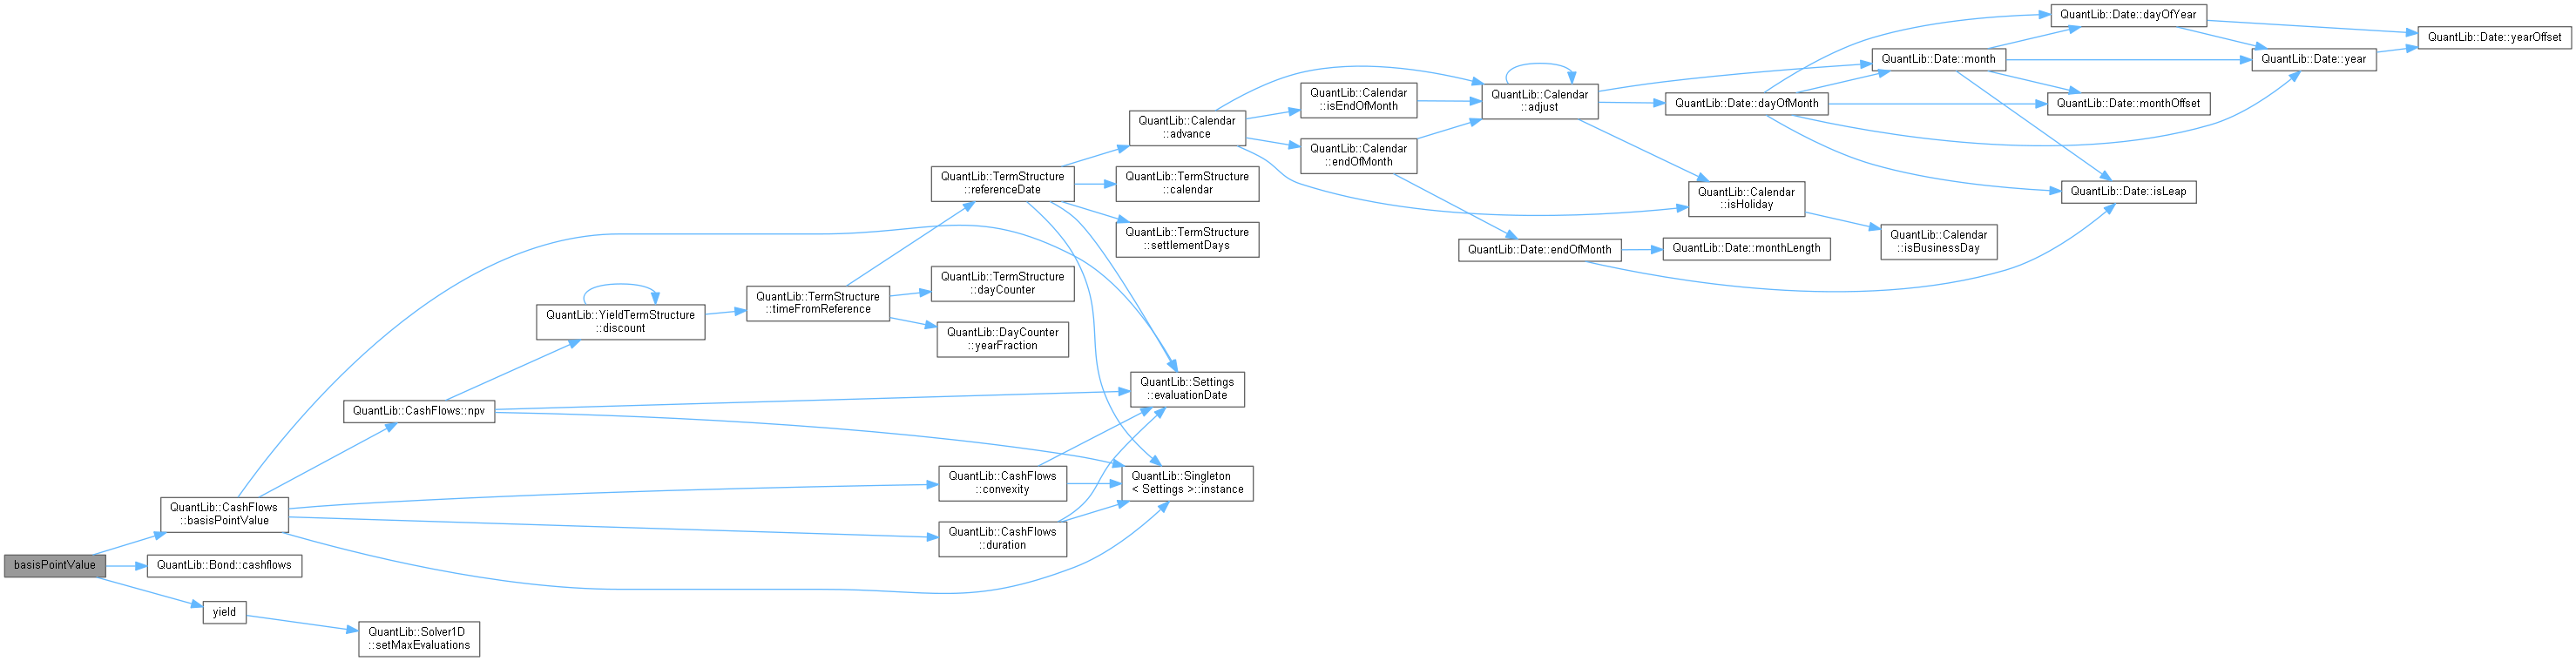 basisPointValue
QuantLib::CashFlows
::basisPointValue
QuantLib::Bond::cashflows
yield
QuantLib::Solver1D
::setMaxEvaluations
QuantLib::CashFlows::npv
QuantLib::YieldTermStructure
::discount
QuantLib::TermStructure
::timeFromReference
QuantLib::TermStructure
::referenceDate
QuantLib::TermStructure
::dayCounter
QuantLib::DayCounter
::yearFraction
QuantLib::CashFlows
::convexity
QuantLib::CashFlows
::duration
QuantLib::Calendar
::advance
QuantLib::TermStructure
::calendar
QuantLib::TermStructure
::settlementDays
QuantLib::Settings
::evaluationDate
QuantLib::Singleton
< Settings >::instance
QuantLib::Calendar
::isEndOfMonth
QuantLib::Calendar
::endOfMonth
QuantLib::Calendar
::adjust
QuantLib::Date::endOfMonth
QuantLib::Date::dayOfMonth
QuantLib::Calendar
::isHoliday
QuantLib::Date::monthLength
QuantLib::Date::month
QuantLib::Calendar
::isBusinessDay
QuantLib::Date::dayOfYear
QuantLib::Date::monthOffset
QuantLib::Date::isLeap
QuantLib::Date::year
QuantLib::Date::yearOffset